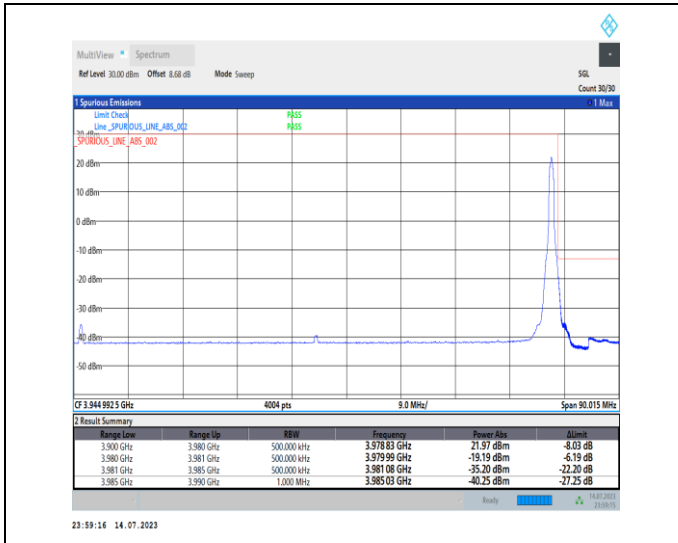 MultiView Spectrum
Ref Level 30.00 dBm Offset 8.68 dB Mode Sweep SGL
Count 30/30
1 Spurious Emissions 1 Max
Limit Check PASS
Line _SPURIOUS_LINE_ABS_002 PASS
30 dBm
_SPURIOUS_LINE_ABS_002
20 dBm
10 dBm
0 dBm
-10 dBm
-20 dBm
-30 dBm
-40 dBm
-50 dBm
CF 3.944 992 5 GHz 4004 pts 9.0 MHz/ Span 90.015 MHz
2 Result Summary
Range Low Range Up RBW Frequency Power Abs ΔLimit
3.900 GHz 3.980 GHz 500.000 kHz 3.978 83 GHz 21.97 dBm -8.03 dB
3.980 GHz 3.981 GHz 500.000 kHz 3.979 99 GHz -19.19 dBm -6.19 dB
3.981 GHz 3.985 GHz 500.000 kHz 3.981 08 GHz -35.20 dBm -22.20 dB
3.985 GHz 3.990 GHz 1.000 MHz 3.985 03 GHz -40.25 dBm -27.25 dB
Ready 14.07.2023
23:59:15
23:59:16 14.07.2023